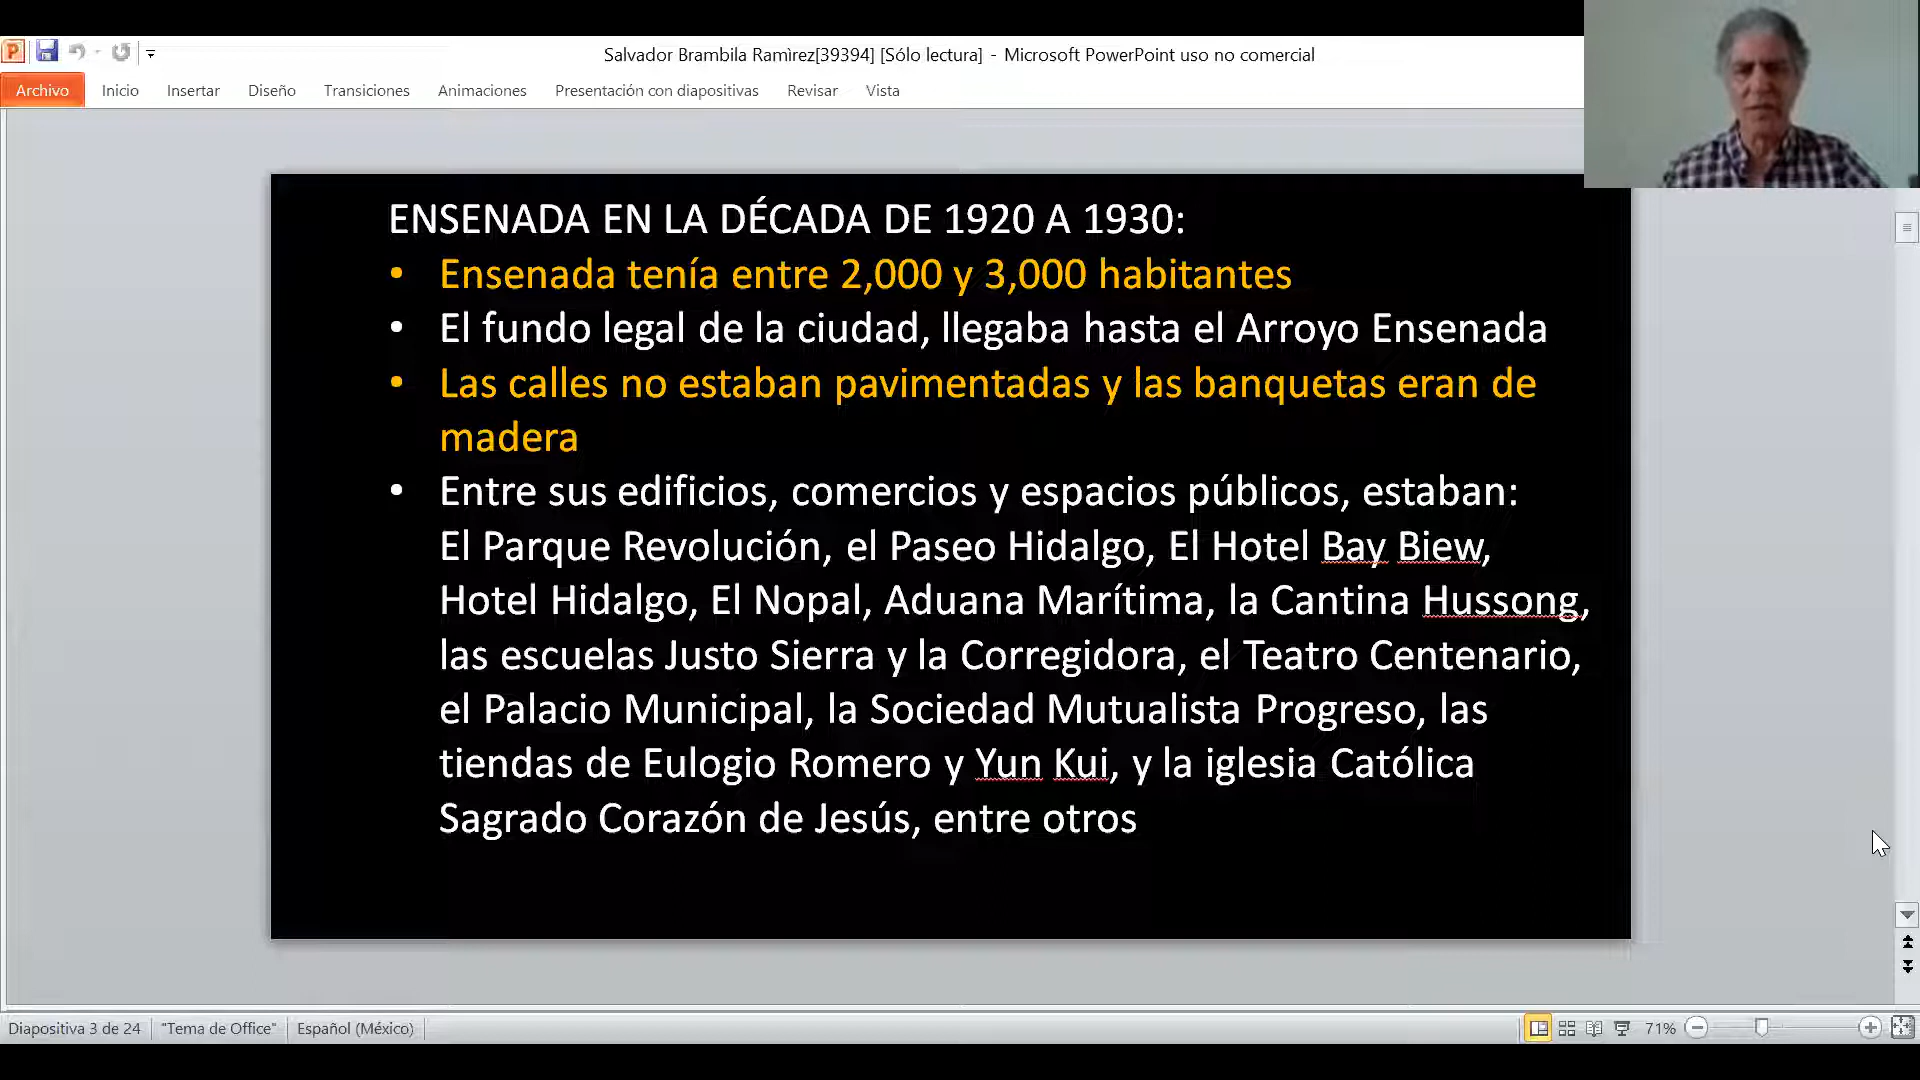 Salvador Brambila Ramìrez[39394] [Sólo lectura] - Microsoft PowerPoint uso no comercial
Archivo Inicio Insertar Diseño Transiciones Animaciones Presentación con diapositivas Revisar Vista
ENSENADA EN LA DÉCADA DE 1920 A 1930:
• Ensenada tenía entre 2,000 y 3,000 habitantes
• El fundo legal de la ciudad, llegaba hasta el Arroyo Ensenada
• Las calles no estaban pavimentadas y las banquetas eran de
madera
• Entre sus edificios, comercios y espacios públicos, estaban:
El Parque Revolución, el Paseo Hidalgo, El Hotel Bay Biew,
Hotel Hidalgo, El Nopal, Aduana Marítima, la Cantina Hussong,
las escuelas Justo Sierra y la Corregidora, el Teatro Centenario,
el Palacio Municipal, la Sociedad Mutualista Progreso, las
tiendas de Eulogio Romero y Yun Kui, y la iglesia Católica
Sagrado Corazón de Jesús, entre otros
Diapositiva 3 de 24 "Tema de Office" Español (México) 71%